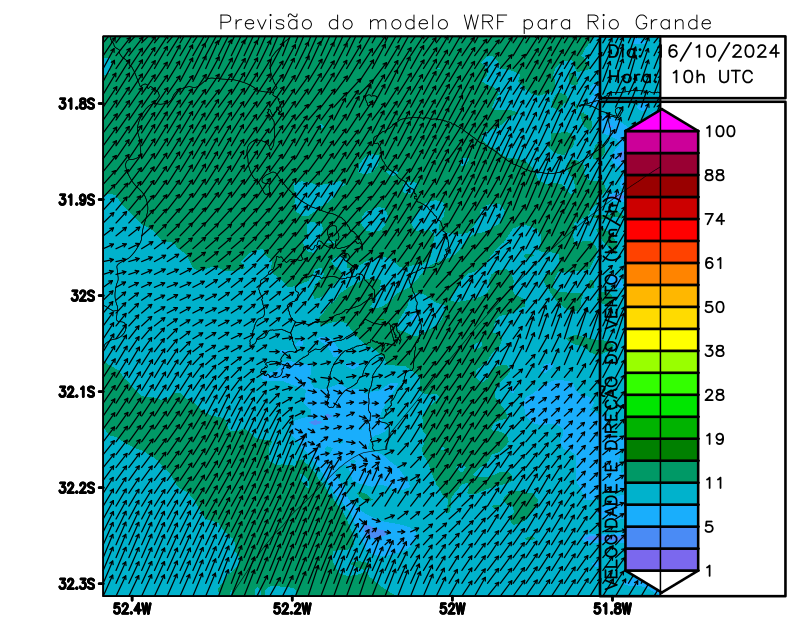 Previsão do modelo WRF para Rio Grande
Dia: 6/10/2024
Hora: 10h UTC
31.8S
31.9S
32S
32.1S
32.2S
32.3S
52.4W
52.2W
52W
51.8W
VELOCIDADE E DIREÇÃO DO VENTO (km/h)
100
88
74
61
50
38
28
19
11
5
1